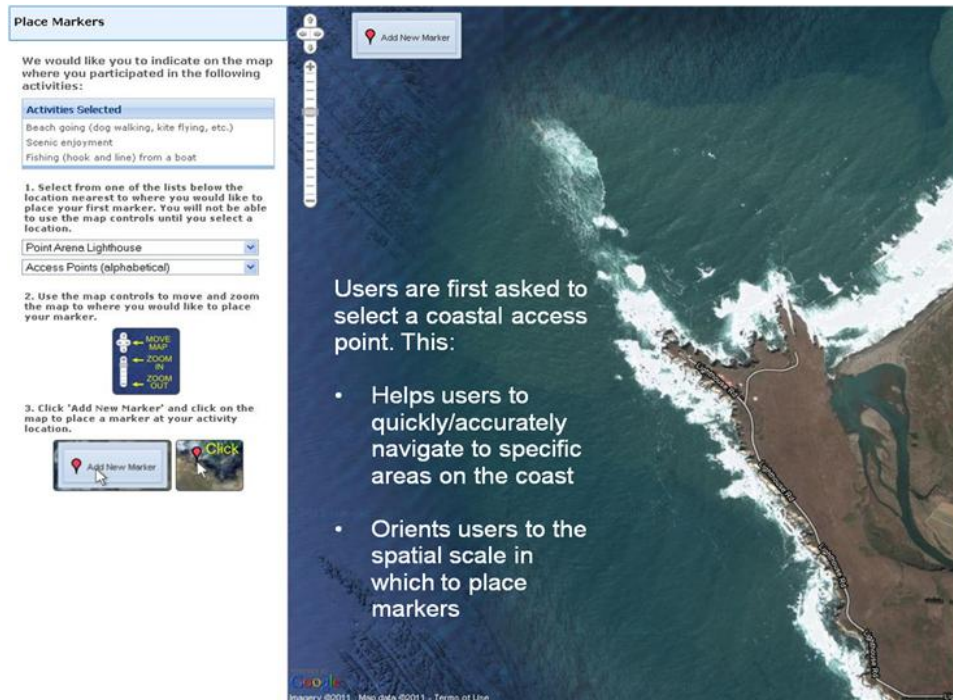 Place Markers
We would like you to indicate on the map
where you participated in the following
activities:
Activities Selected
Beach going (dog walking, kite flying, etc.)
Scenic enjoyment
Fishing (hook and line) from a boat
1. Select from one of the lists below the
location nearest to where you would like to
place your first marker. You will not be able
to use the map controls until you select a
location.
Point Arena Lighthouse
Access Points (alphabetical)
2. Use the map controls to move and zoom
the map to where you would like to place
your marker.
MOVE
MAP
ZOOM
IN
ZOOM
OUT
3. Click 'Add New Marker' and click on the
map to place a marker at your activity
location.
Add New Marker
Click
Add New Marker
Users are first asked to
select a coastal access
point. This:
• Helps users to
quickly/accurately
navigate to specific
areas on the coast
• Orients users to the
spatial scale in
which to place
markers
Lighthouse Rd
Lighthouse Rd
Lighthouse Rd
Lighthouse Rd
Google
Imagery ©2011 , Map data ©2011 - Terms of Use